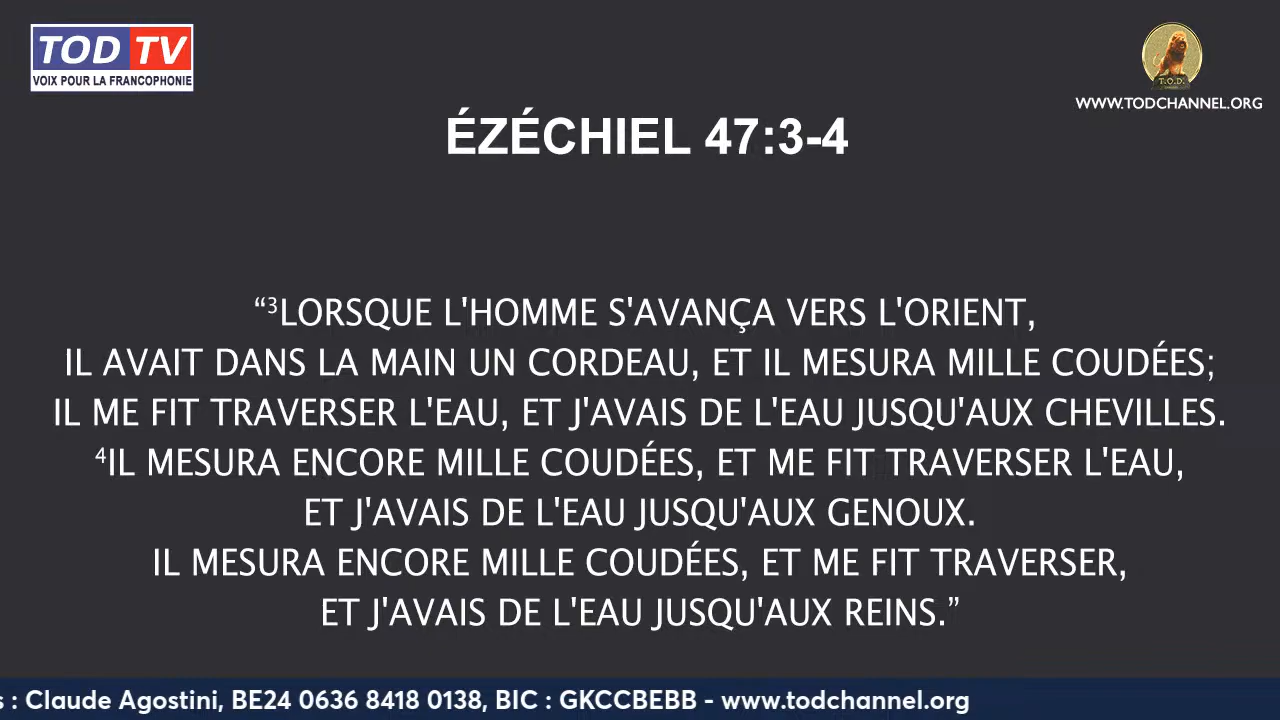 TOD TV
VOIX POUR LA FRANCOPHONIE
T.O.D.
WWW.TODCHANNEL.ORG
ÉZÉCHIEL 47:3-4
“³LORSQUE L'HOMME S'AVANÇA VERS L'ORIENT,
IL AVAIT DANS LA MAIN UN CORDEAU, ET IL MESURA MILLE COUDÉES;
IL ME FIT TRAVERSER L'EAU, ET J'AVAIS DE L'EAU JUSQU'AUX CHEVILLES.
⁴IL MESURA ENCORE MILLE COUDÉES, ET ME FIT TRAVERSER L'EAU,
ET J'AVAIS DE L'EAU JUSQU'AUX GENOUX.
IL MESURA ENCORE MILLE COUDÉES, ET ME FIT TRAVERSER,
ET J'AVAIS DE L'EAU JUSQU'AUX REINS.”
s : Claude Agostini, BE24 0636 8418 0138, BIC : GKCCBEBB - www.todchannel.org